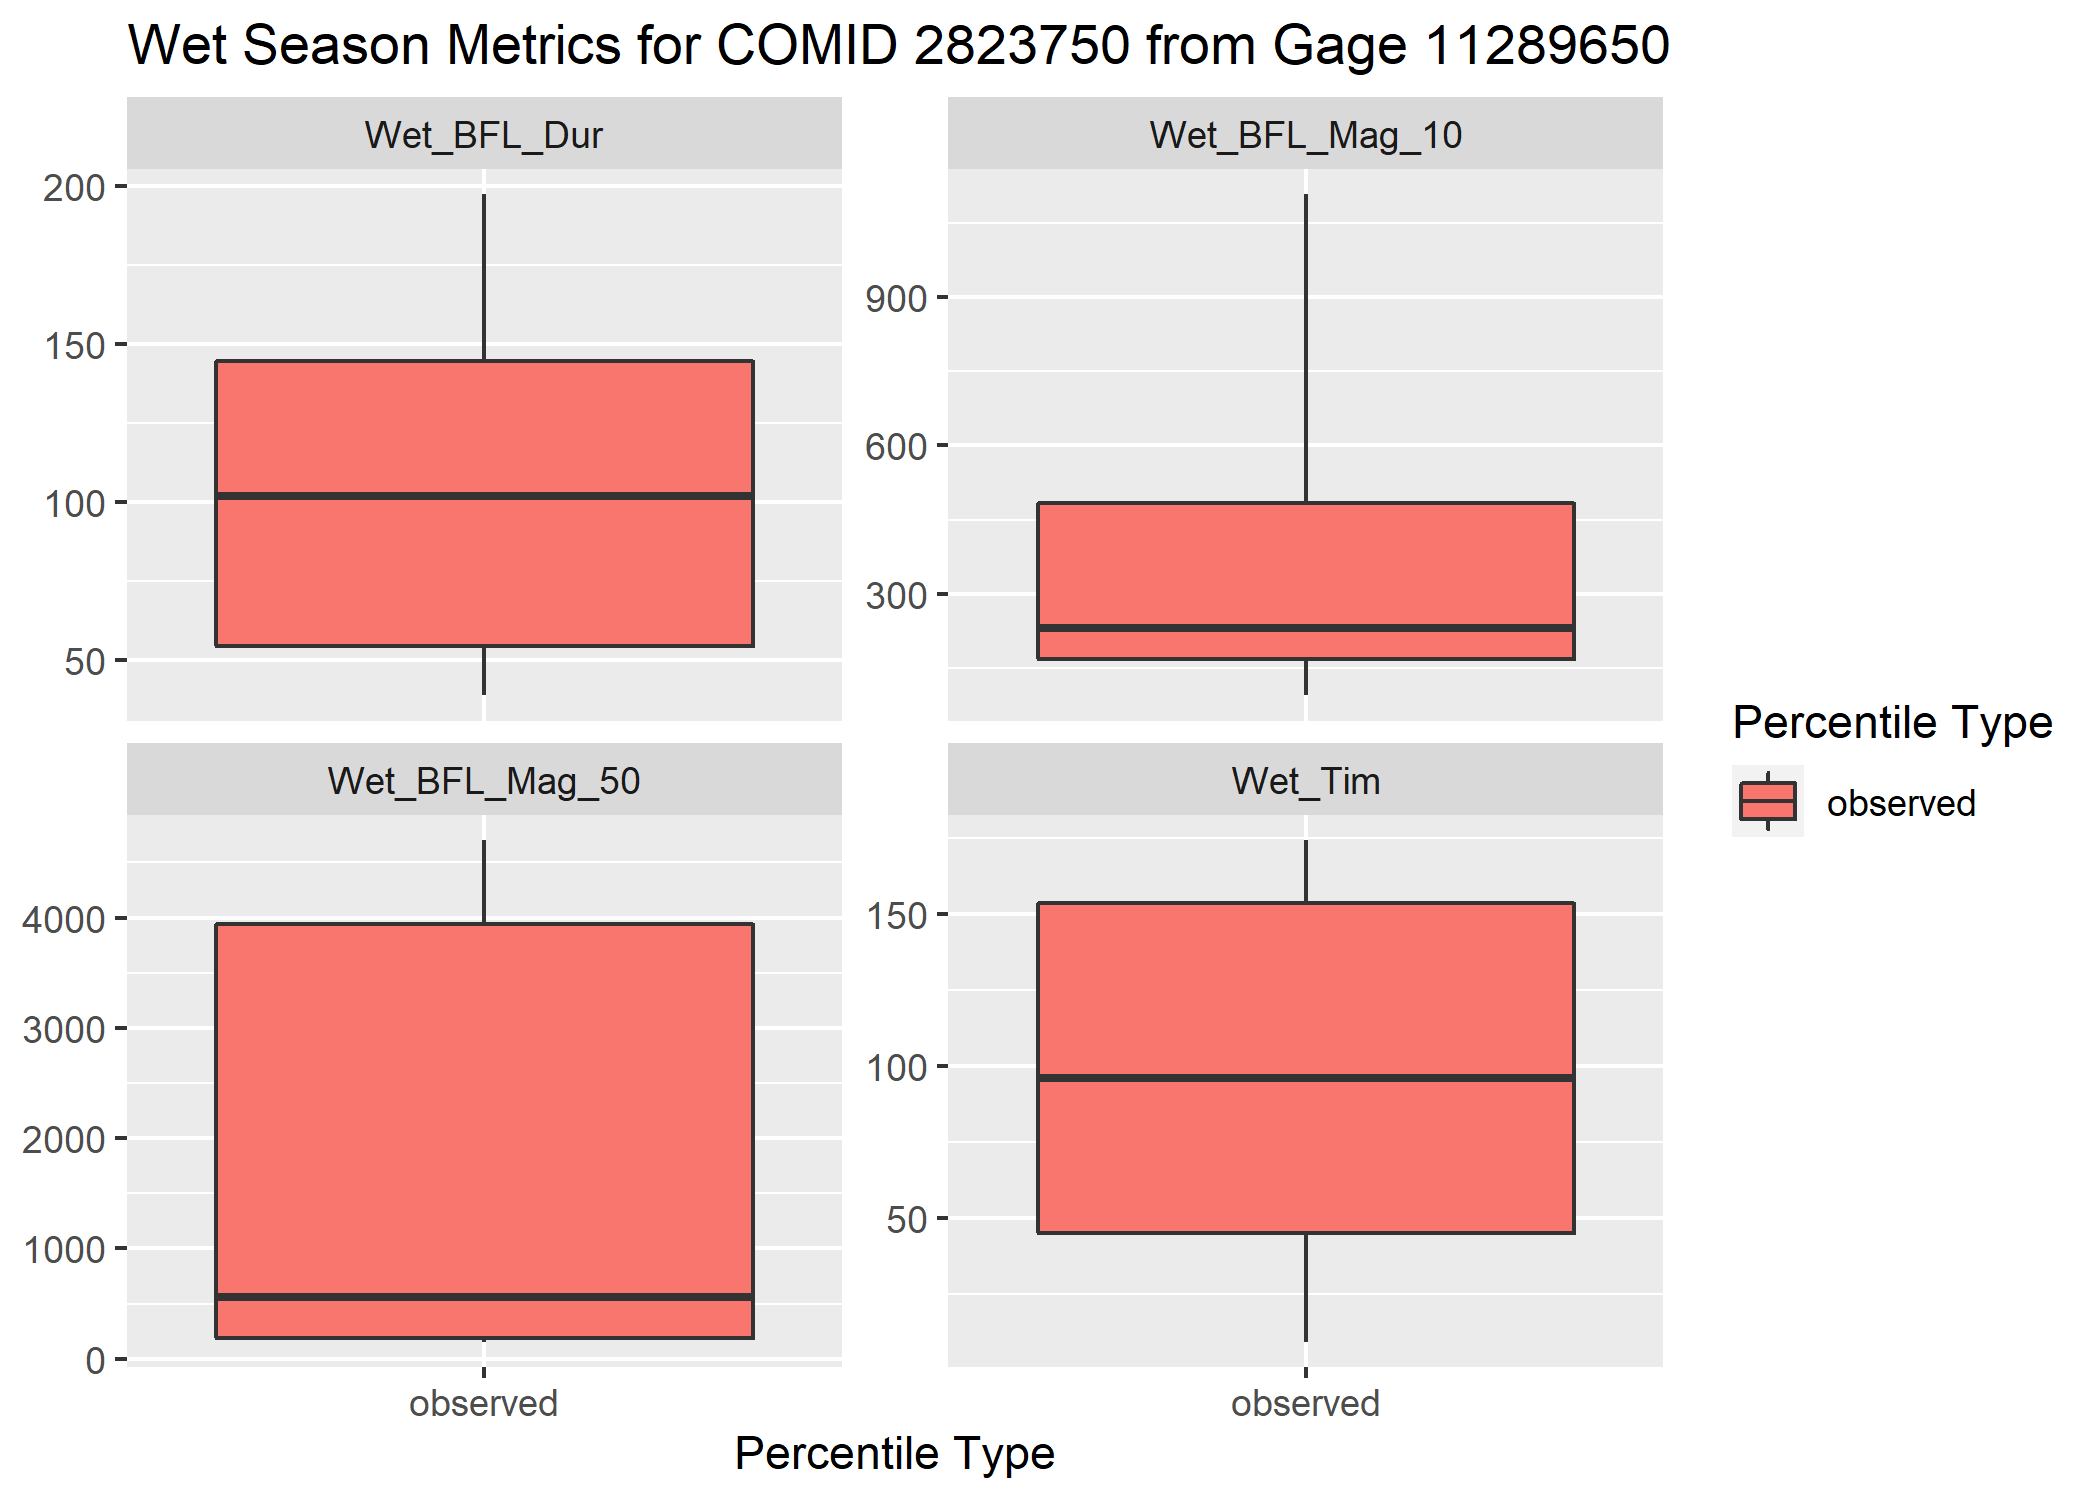 Wet Season Metrics for COMID 2823750 from Gage 11289650
Wet_BFL_Dur
200
150
100
50
Wet_BFL_Mag_10
900
600
300
Wet_BFL_Mag_50
4000
3000
2000
1000
0
observed
Wet_Tim
150
100
50
observed
Percentile Type
Percentile Type
observed